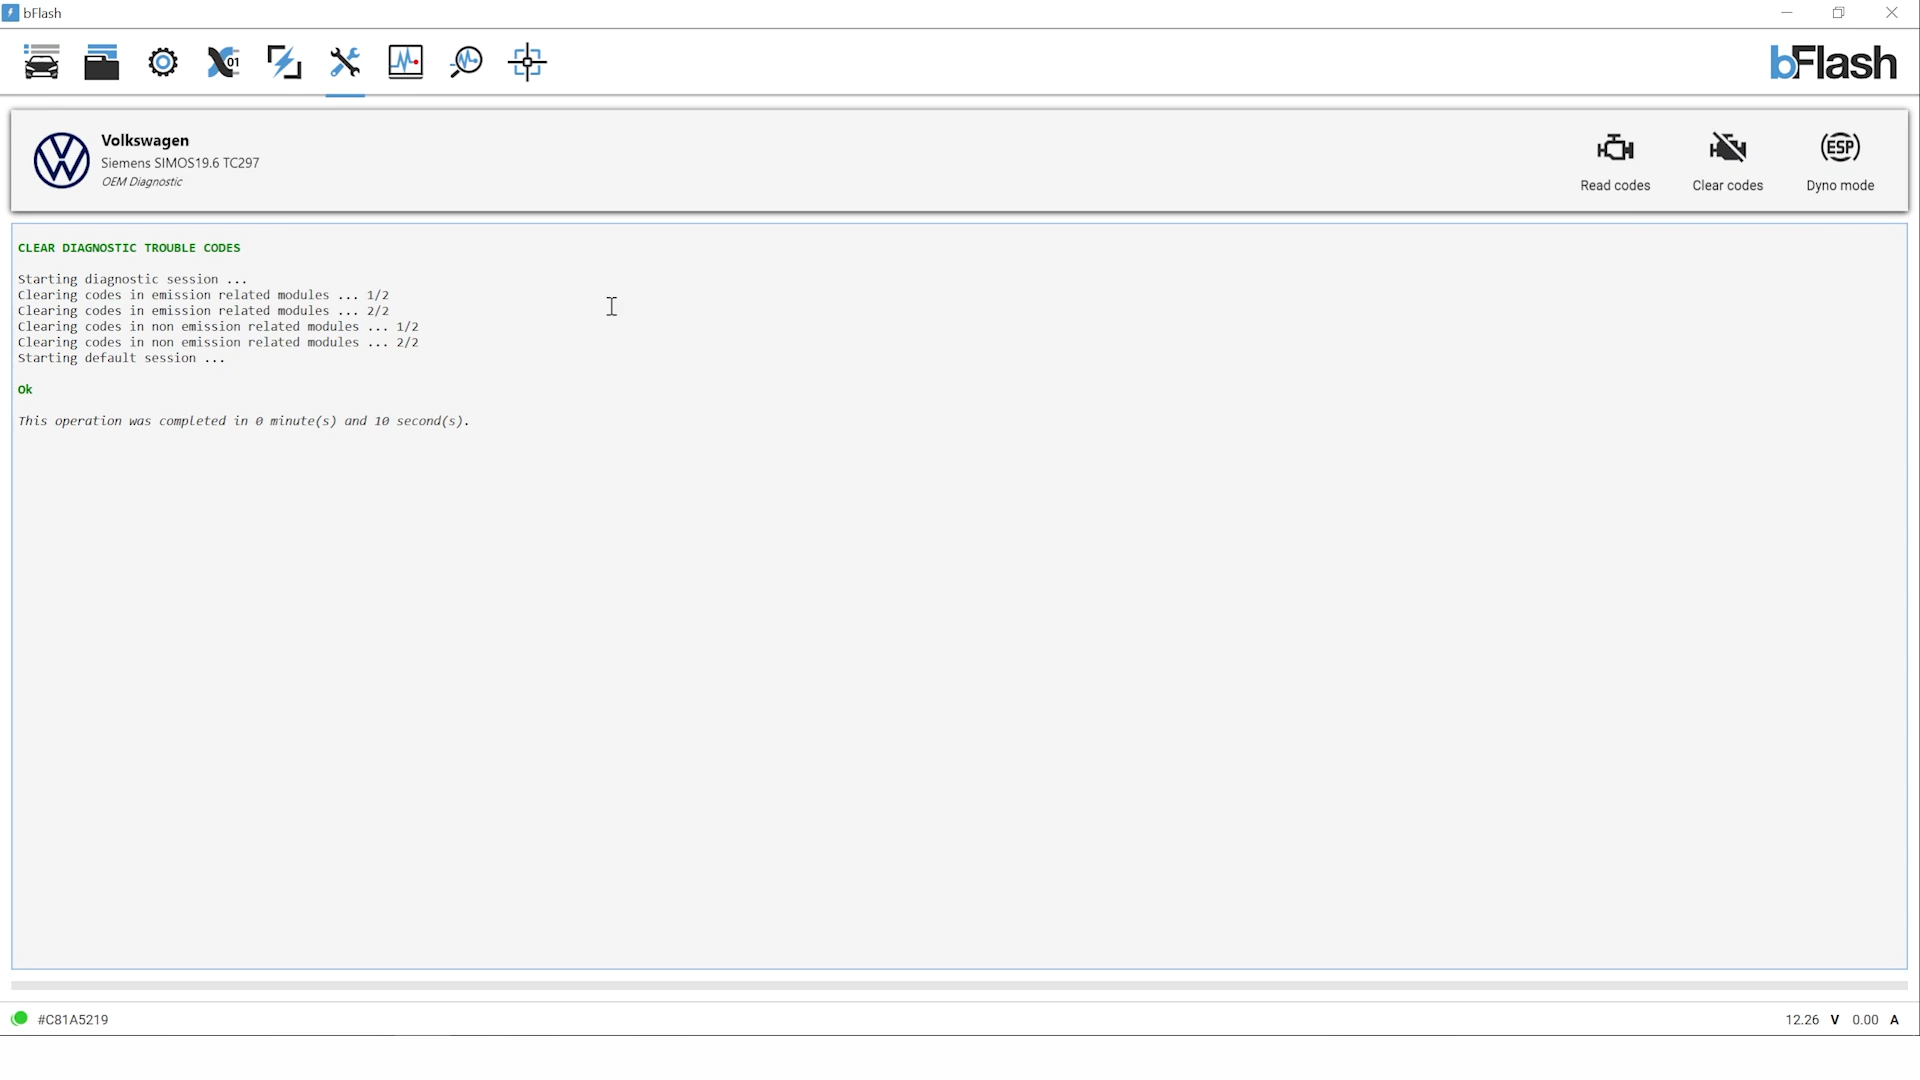 bFlash
01
bFlash
Volkswagen
Siemens SIMOS19.6 TC297
OEM Diagnostic
ESP
Read codes
Clear codes
Dyno mode
CLEAR DIAGNOSTIC TROUBLE CODES
Starting diagnostic session ...
Clearing codes in emission related modules ... 1/2
Clearing codes in emission related modules ... 2/2
Clearing codes in non emission related modules ... 1/2
Clearing codes in non emission related modules ... 2/2
Starting default session ...
Ok
This operation was completed in 0 minute(s) and 10 second(s).
#C81A5219
12.26 V 0.00 A